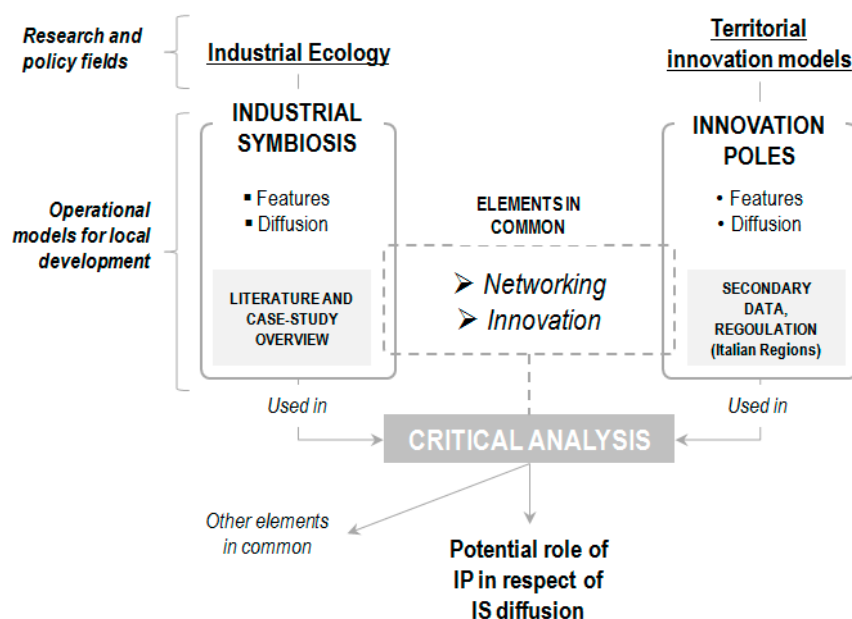 Research and
policy fields
Industrial Ecology
Territorial
innovation models
Operational
models for local
development
INDUSTRIAL
SYMBIOSIS
▪ Features
▪ Diffusion
LITERATURE AND
CASE-STUDY
OVERVIEW
ELEMENTS IN
COMMON
➢ Networking
➢ Innovation
INNOVATION
POLES
• Features
• Diffusion
SECONDARY
DATA,
REGOULATION
(Italian Regions)
Used in
Used in
CRITICAL ANALYSIS
Other elements
in common
Potential role of
IP in respect of
IS diffusion